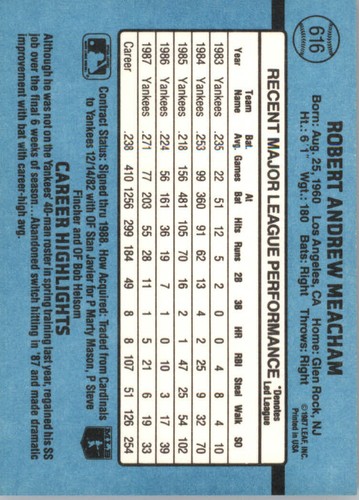 616
ROBERT ANDREW MEACHAM
Born: Aug. 25, 1960 Los Angeles, CA Home: Glen Rock, NJ
Ht.: 6'1" Wgt.: 180 Bats: Right Throws: Right
©1987 LEAF, INC.
Printed in USA
RECENT MAJOR LEAGUE PERFORMANCE
*Denotes Led League
Year Team Name Bat. Avg. Games At Bat Hits Runs 2B 3B HR RBI Steal Walk SO
1983 Yankees .235 22 51 12 5 2 0 0 4 8 4 10
1984 Yankees .253 99 360 91 62 13 4 2 25 9 32 70
1985 Yankees .218 156 481 105 70 16 2 1 47 25 54 102
1986 Yankees .224 56 161 36 19 7 1 0 10 3 17 39
1987 Yankees .271 77 203 55 28 11 1 5 21 6 19 33
Career .238 410 1256 299 184 49 8 8 107 51 126 254
Contract Status: Signed thru 1988. How Acquired: Traded from Cardinals
to Yankees 12/14/82 with OF Stan Javier for P Marty Mason, P Steve
Fincher and OF Bob Helsom
MLB
CAREER HIGHLIGHTS
Although he was not on the Yankees' 40-man roster in spring training last year, regained his SS
job over the final 6 weeks of season...Abandoned switch hitting in '87 and made dramatic
improvement with bat with career-high avg.